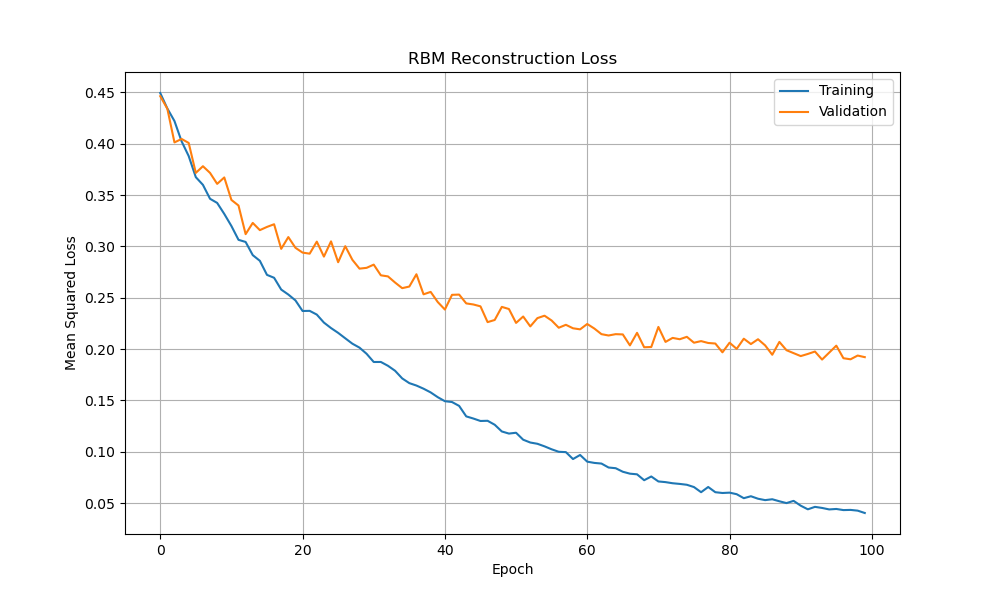 RBM Reconstruction Loss
Training
Validation
Mean Squared Loss
0.45
0.40
0.35
0.30
0.25
0.20
0.15
0.10
0.05
0 20 40 60 80 100
Epoch